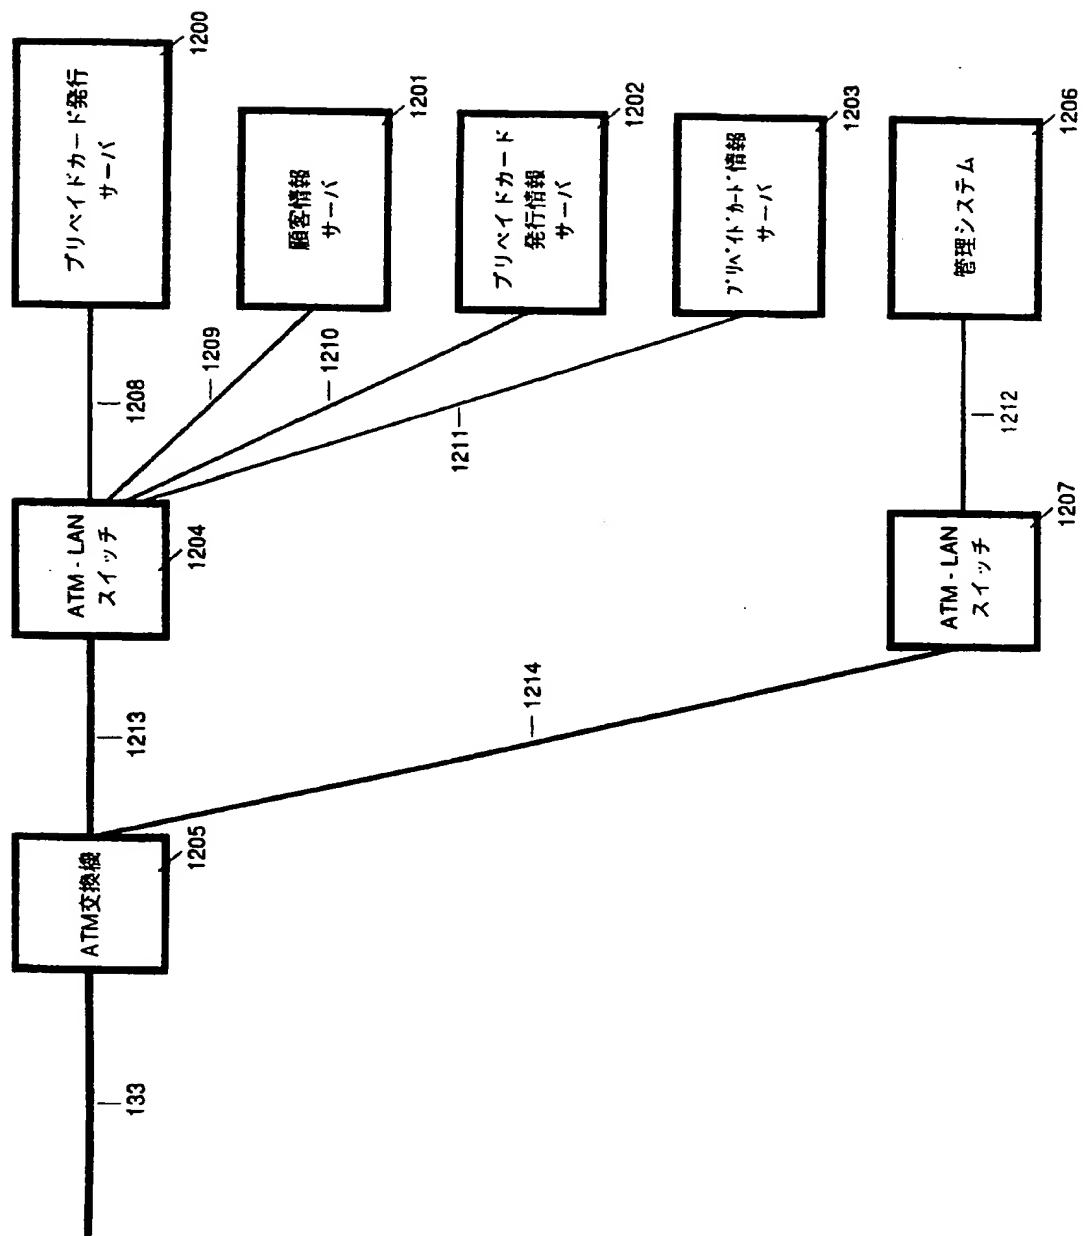 プリペイドカード発行
サーバ
1200
顧客情報
サーバ
1201
プリペイドカード
発行情報
サーバ
1202
プリペイドカード情報
サーバ
1203
管理システム
1206
1208
1209
1210
1211
1212
ATM-LAN
スイッチ
1204
ATM-LAN
スイッチ
1207
1213
1214
ATM交換機
1205
133